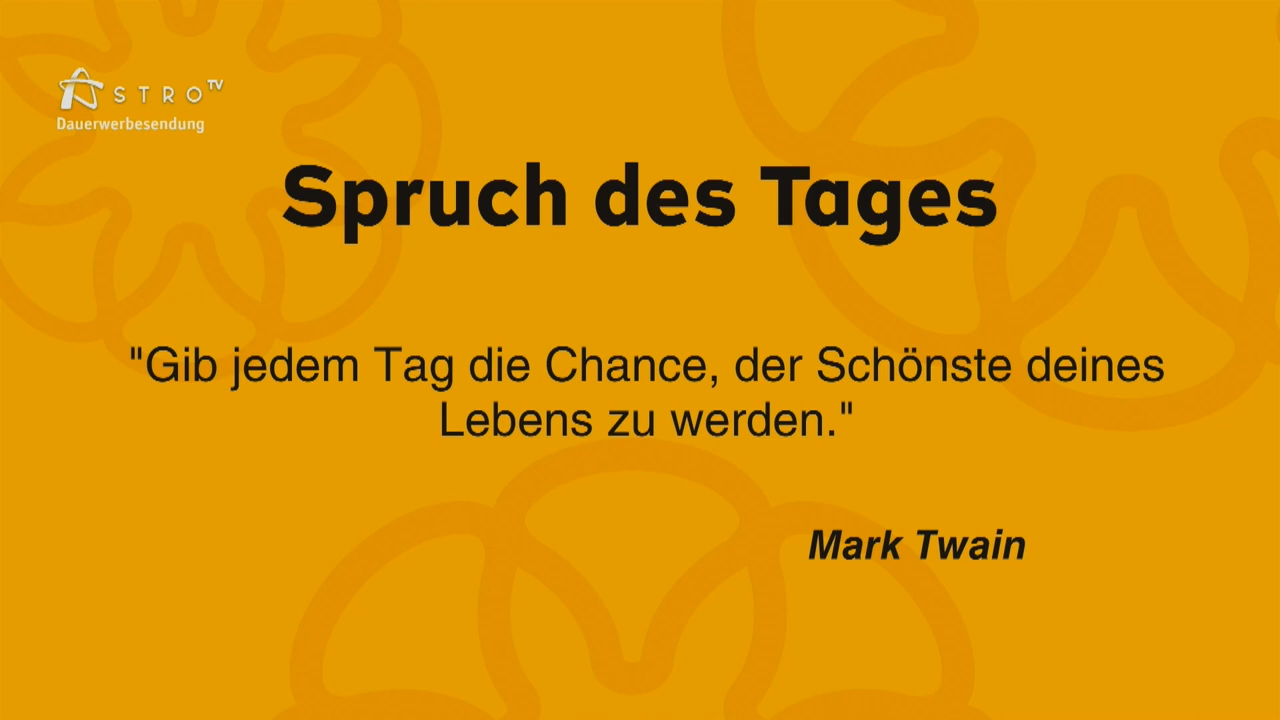 ASTRO TV
Dauerwerbesendung
Spruch des Tages
"Gib jedem Tag die Chance, der Schönste deines
Lebens zu werden."
Mark Twain